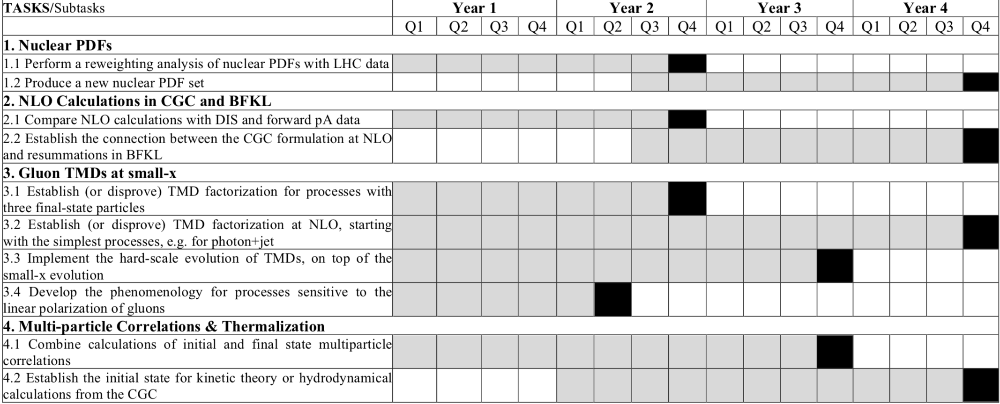 TASKS/Subtasks Year 1 Year 2 Year 3 Year 4
Q1 Q2 Q3 Q4 Q1 Q2 Q3 Q4 Q1 Q2 Q3 Q4 Q1 Q2 Q3 Q4
1. Nuclear PDFs
1.1 Perform a reweighting analysis of nuclear PDFs with LHC data
1.2 Produce a new nuclear PDF set
2. NLO Calculations in CGC and BFKL
2.1 Compare NLO calculations with DIS and forward pA data
2.2 Establish the connection between the CGC formulation at NLO
and resummations in BFKL
3. Gluon TMDs at small-x
3.1 Establish (or disprove) TMD factorization for processes with
three final-state particles
3.2 Establish (or disprove) TMD factorization at NLO, starting
with the simplest processes, e.g. for photon+jet
3.3 Implement the hard-scale evolution of TMDs, on top of the
small-x evolution
3.4 Develop the phenomenology for processes sensitive to the
linear polarization of gluons
4. Multi-particle Correlations & Thermalization
4.1 Combine calculations of initial and final state multiparticle
correlations
4.2 Establish the initial state for kinetic theory or hydrodynamical
calculations from the CGC